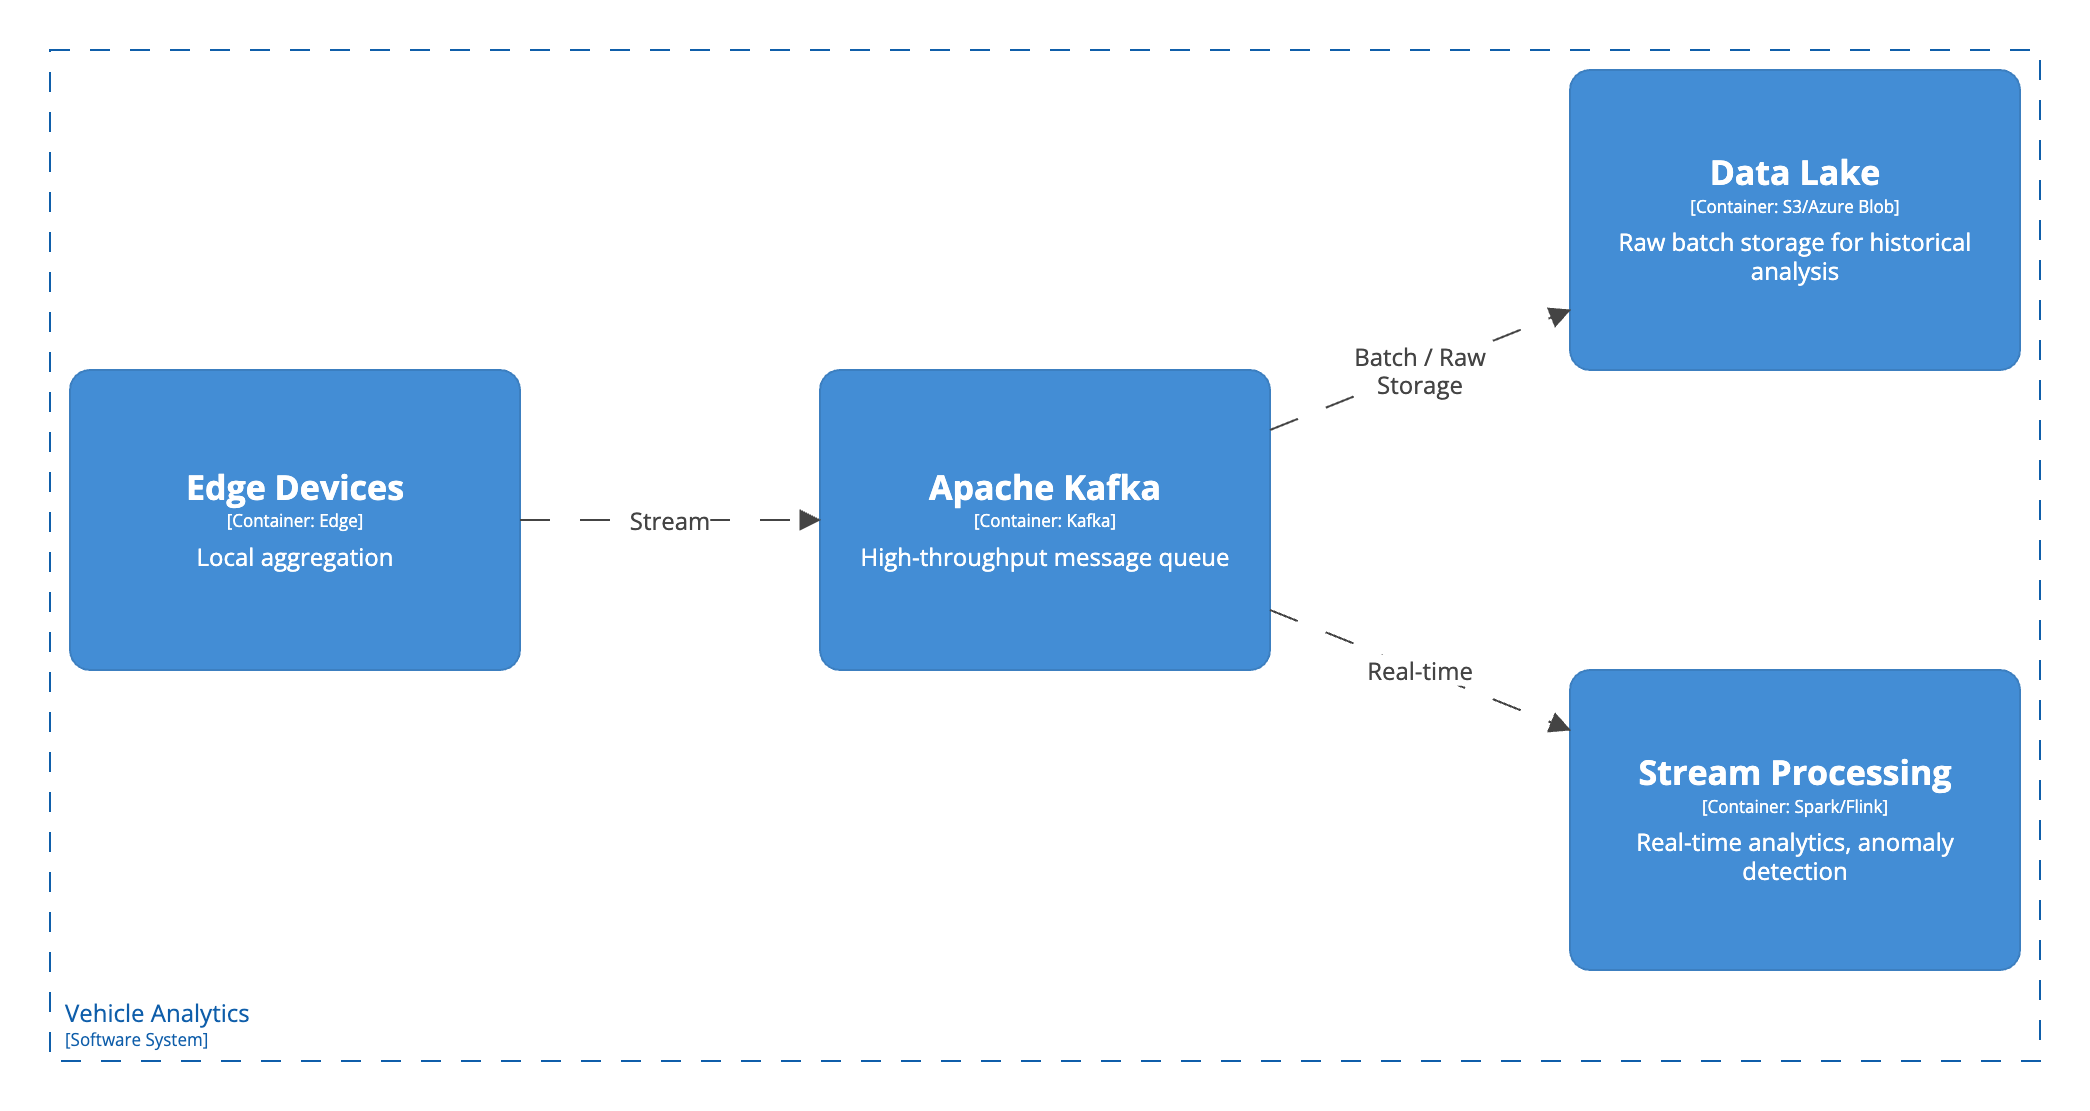 Data Lake
[Container: S3/Azure Blob]
Raw batch storage for historical
analysis
Batch / Raw
Storage
Edge Devices
[Container: Edge]
Local aggregation
Stream
Apache Kafka
[Container: Kafka]
High-throughput message queue
Real-time
Stream Processing
[Container: Spark/Flink]
Real-time analytics, anomaly
detection
Vehicle Analytics
[Software System]